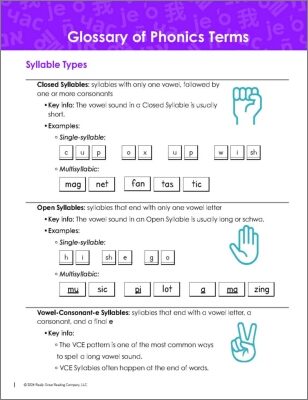 Glossary of Phonics Terms
Syllable Types
Closed Syllables: syllables with only one vowel, followed by
one or more consonants
•Key info: The vowel sound in a Closed Syllable is usually
short.
•Examples:
◦Single-syllable:
c u p o x u p w i sh
◦Multisyllabic:
mag net fan tas tic
Open Syllables: syllables that end with only one vowel letter
•Key info: The vowel sound in an Open Syllable is usually long or schwa.
•Examples:
◦Single-syllable:
h i sh e g o
◦Multisyllabic:
mu sic pi lot a ma zing
Vowel-Consonant-e Syllables: syllables that end with a vowel letter, a
consonant, and a final e
•Key info:
◦The VCE pattern is one of the most common ways
to spell a long vowel sound.
◦VCE Syllables often happen at the end of words.
1 ©2024 Really Great Reading Company, LLC